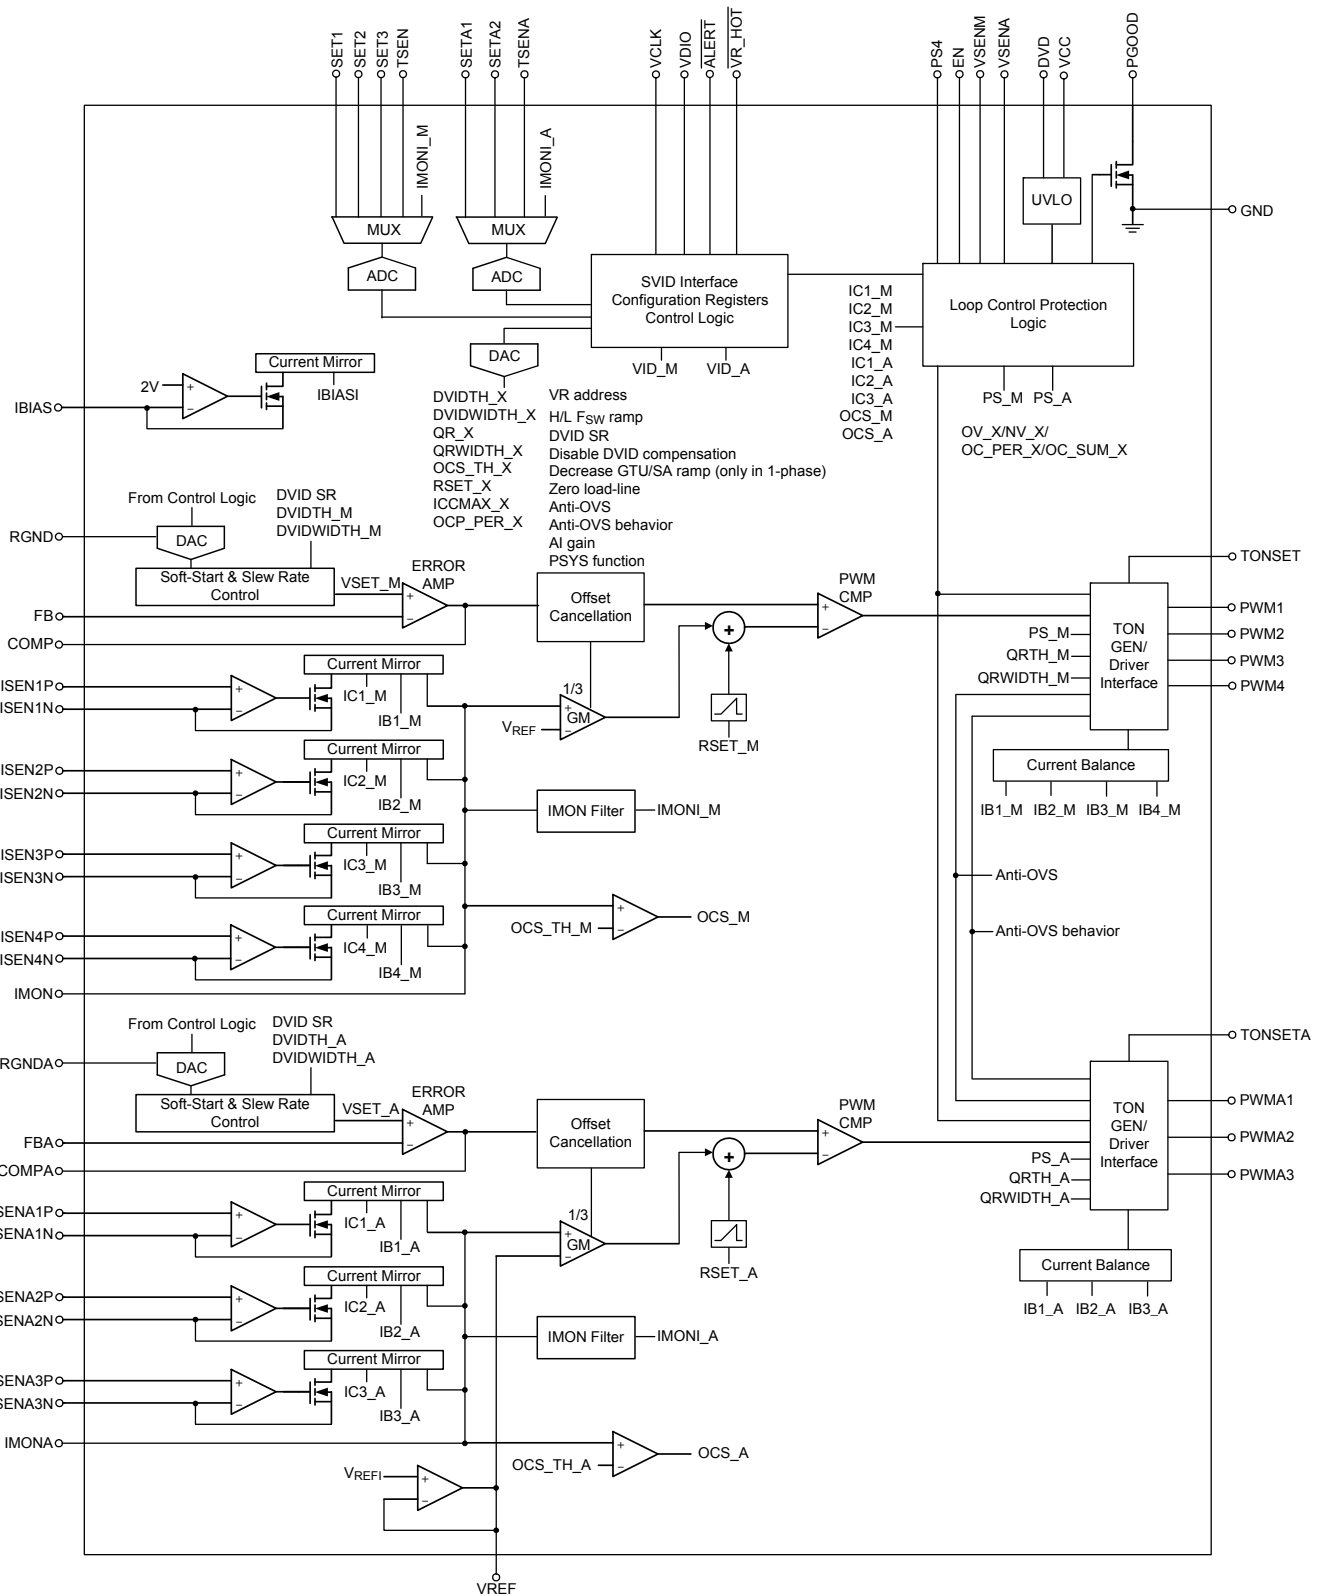 SET1
SET2
SET3
TSEN
SETA1
SETA2
TSENA
VCLK
VDIO
ALERT
VR_HOT
PS4
EN
VSENM
VSENA
DVD
VCC
PGOOD
IMONI_M
IMONI_A
MUX
MUX
ADC
ADC
UVLO
GND
SVID Interface
Configuration Registers
Control Logic
Loop Control Protection
Logic
IC1_M
IC2_M
IC3_M
IC4_M
IC1_A
IC2_A
IC3_A
OCS_M
OCS_A
VID_M
VID_A
PS_M
PS_A
OV_X/NV_X/
OC_PER_X/OC_SUM_X
Current Mirror
2V
IBIASI
IBIAS
DAC
DVIDTH_X
DVIDWIDTH_X
QR_X
QRWIDTH_X
OCS_TH_X
RSET_X
ICCMAX_X
OCP_PER_X
VR address
H/L FSW ramp
DVID SR
Disable DVID compensation
Decrease GTU/SA ramp (only in 1-phase)
Zero load-line
Anti-OVS
Anti-OVS behavior
AI gain
PSYS function
From Control Logic
DVID SR
DVIDTH_M
DVIDWIDTH_M
RGND
DAC
Soft-Start & Slew Rate
Control
VSET_M
ERROR
AMP
+
−
FB
COMP
Offset
Cancellation
PWM
CMP
+
−
+
RSET_M
TONSET
TON
GEN/
Driver
Interface
PS_M
QRTH_M
QRWIDTH_M
PWM1
PWM2
PWM3
PWM4
Current Balance
IB1_M
IB2_M
IB3_M
IB4_M
ISEN1P
ISEN1N
+
−
Current Mirror
IC1_M
IB1_M
1/3
+
GM
−
VREF
ISEN2P
ISEN2N
+
−
Current Mirror
IC2_M
IB2_M
IMON Filter
IMONI_M
ISEN3P
ISEN3N
+
−
Current Mirror
IC3_M
IB3_M
Anti-OVS
ISEN4P
ISEN4N
+
−
Current Mirror
IC4_M
IB4_M
OCS_TH_M
+
−
OCS_M
Anti-OVS behavior
IMON
From Control Logic
DVID SR
DVIDTH_A
DVIDWIDTH_A
RGNDA
DAC
Soft-Start & Slew Rate
Control
VSET_A
ERROR
AMP
+
−
FBA
COMPA
Offset
Cancellation
PWM
CMP
+
−
+
RSET_A
TONSETA
TON
GEN/
Driver
Interface
PS_A
QRTH_A
QRWIDTH_A
PWMA1
PWMA2
PWMA3
Current Balance
IB1_A
IB2_A
IB3_A
SENA1P
SENA1N
+
−
Current Mirror
IC1_A
IB1_A
1/3
+
GM
−
SENA2P
SENA2N
+
−
Current Mirror
IC2_A
IB2_A
IMON Filter
IMONI_A
SENA3P
SENA3N
+
−
Current Mirror
IC3_A
IB3_A
IMONA
OCS_TH_A
+
−
OCS_A
VREFI
+
−
VREF